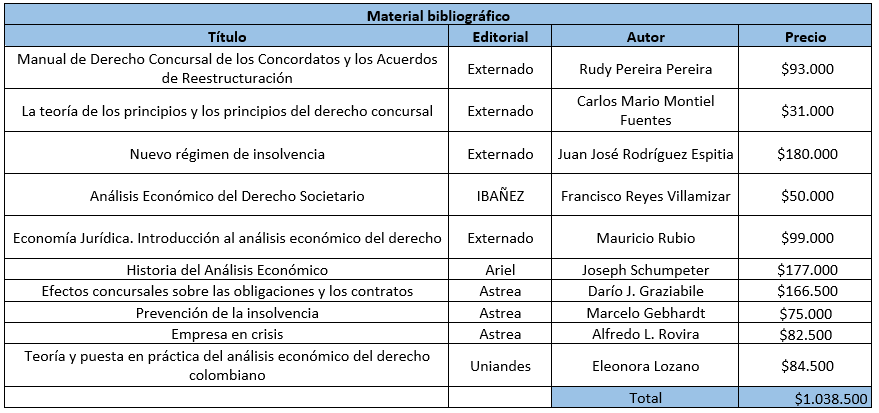 Material bibliográfico
Título Editorial Autor Precio
Manual de Derecho Concursal de los Concordatos y los Acuerdos
de Reestructuración Externado Rudy Pereira Pereira $93.000
La teoría de los principios y los principios del derecho concursal Externado Carlos Mario Montiel
Fuentes $31.000
Nuevo régimen de insolvencia Externado Juan José Rodríguez Espitia $180.000
Análisis Económico del Derecho Societario IBAÑEZ Francisco Reyes Villamizar $50.000
Economía Jurídica. Introducción al análisis económico del derecho Externado Mauricio Rubio $99.000
Historia del Análisis Económico Ariel Joseph Schumpeter $177.000
Efectos concursales sobre las obligaciones y los contratos Astrea Darío J. Graziabile $166.500
Prevención de la insolvencia Astrea Marcelo Gebhardt $75.000
Empresa en crisis Astrea Alfredo L. Rovira $82.500
Teoría y puesta en práctica del análisis económico del derecho
colombiano Uniandes Eleonora Lozano $84.500
Total $1.038.500